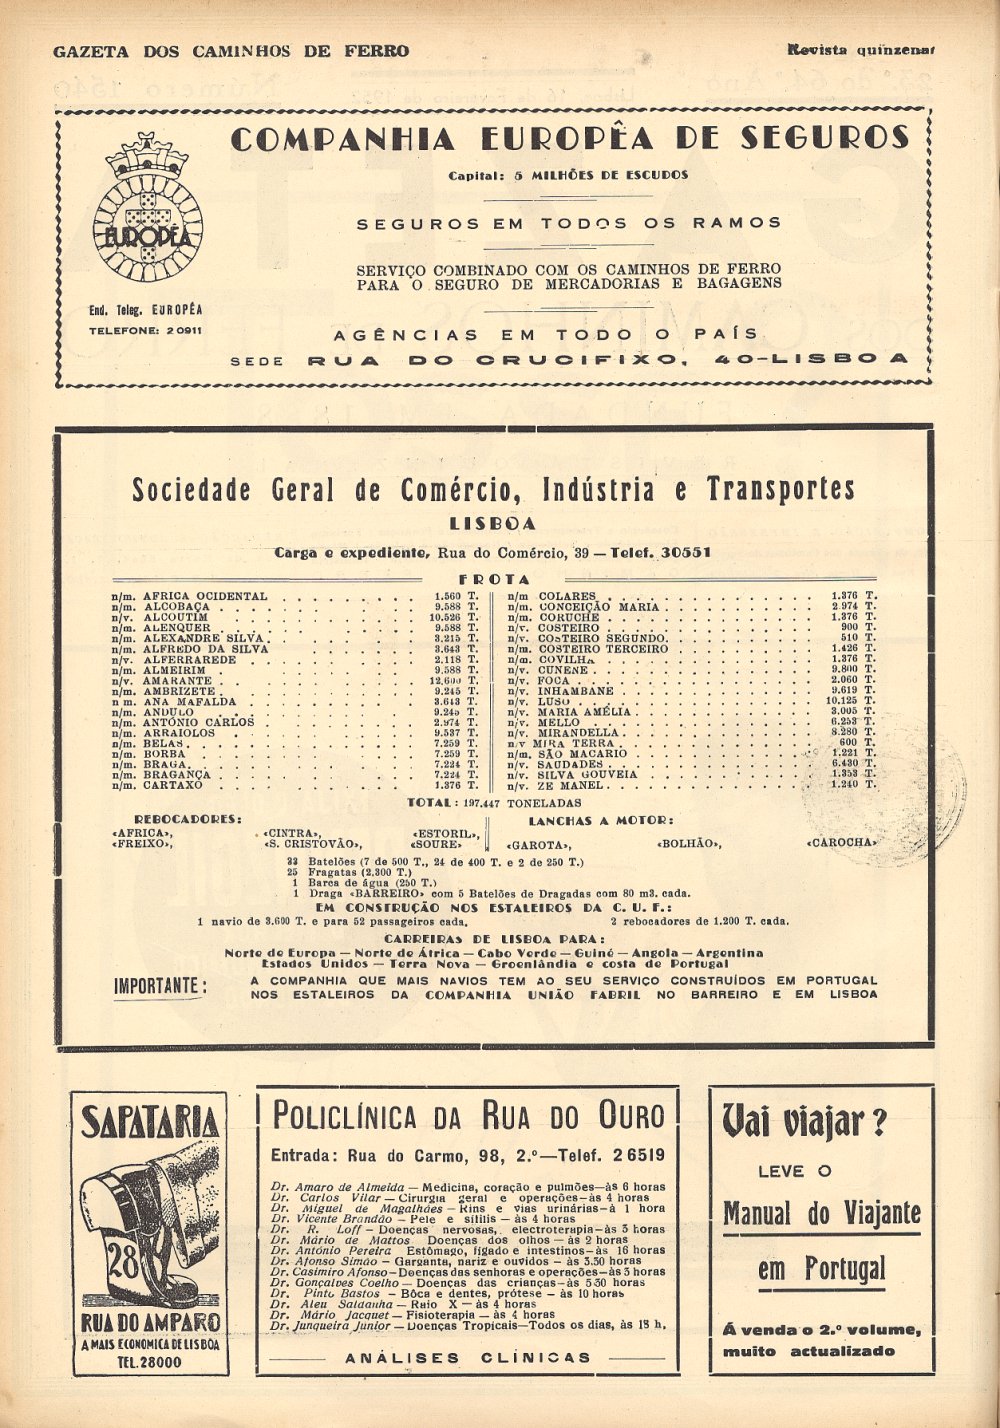 GAZETA DOS CAMINHOS DE FERRO
Revista quinzenal
COMPANHIA EUROPÊA DE SEGUROS
Capital: 5 MILHÕES DE ESCUDOS
SEGUROS EM TODOS OS RAMOS
SERVIÇO COMBINADO COM OS CAMINHOS DE FERRO
PARA O SEGURO DE MERCADORIAS E BAGAGENS
AGÊNCIAS EM TODO O PAÍS
SEDE RUA DO CRUCIFIXO, 40-LISBOA
EUROPÊA
End. Teleg. EUROPÊA
TELEFONE: 20911
Sociedade Geral de Comércio, Indústria e Transportes
LISBOA
Carga e expediente, Rua do Comércio, 39 — Telef. 30551
FROTA
n/m. AFRICA OCIDENTAL . . . . . . . . . 1.560 T.
n/m. ALCOBAÇA . . . . . . . . . . . 9.588 T.
n/v. ALCOUTIM . . . . . . . . . . . 10.526 T.
n/m. ALENQUER . . . . . . . . . . . 9.588 T.
n/m. ALEXANDRE SILVA . . . . . . . . . 3.215 T.
n/m. ALFREDO DA SILVA . . . . . . . . . 3.643 T.
n/v. ALFERRAREDE . . . . . . . . . . 2.118 T.
n/m. ALMEIRIM . . . . . . . . . . . 9.588 T.
n/v. AMARANTE . . . . . . . . . . . 12.600 T.
n/m. AMBRIZETE . . . . . . . . . . . 9.245 T.
n m. ANA MAFALDA . . . . . . . . . . 3.643 T.
n/m. ANDULO . . . . . . . . . . . . 9.245 T.
n/m. ANTÓNIO CARLOS . . . . . . . . . 2.974 T.
n/m. ARRAIOLOS . . . . . . . . . . . 9.537 T.
n/m. BELAS . . . . . . . . . . . . 7.259 T.
n/m. BORBA . . . . . . . . . . . . 7.259 T.
n/m. BRAGA . . . . . . . . . . . . 7.224 T.
n/m. BRAGANÇA . . . . . . . . . . . 7.224 T.
n/m. CARTAXO . . . . . . . . . . . 1.376 T.
n/m COLARES . . . . . . . . . . . . 1.376 T.
n/m. CONCEIÇÃO MARIA . . . . . . . . . 2.974 T.
n/m. CORUCHE . . . . . . . . . . . 1.376 T.
n/v. COSTEIRO . . . . . . . . . . . 900 T.
n/v. COSTEIRO SEGUNDO . . . . . . . . . 510 T.
n/m. COSTEIRO TERCEIRO . . . . . . . . . 1.426 T.
n/m. COVILHA . . . . . . . . . . . 1.376 T.
n/v. CUNENE . . . . . . . . . . . . 9.800 T.
n/v. FOCA . . . . . . . . . . . . 2.060 T.
n/v. INHAMBANE . . . . . . . . . . . 9.619 T.
n/v. LUSO . . . . . . . . . . . . 10.125 T.
n/v. MARIA AMÉLIA . . . . . . . . . . 3.005 T.
n/v. MELLO . . . . . . . . . . . . 6.253 T.
n/v. MIRANDELLA . . . . . . . . . . 8.280 T.
n v MIRA TERRA . . . . . . . . . . . 600 T.
n/m. SÃO MACARIO . . . . . . . . . . 1.221 T.
n/v. SAUDADES . . . . . . . . . . . 6.430 T.
n/v. SILVA GOUVEIA . . . . . . . . . . 1.353 T.
n/v. ZE MANEL . . . . . . . . . . . 1.240 T.
TOTAL: 197.447 TONELADAS
REBOCADORES:
«AFRICA», «CINTRA», «ESTORIL»,
«FREIXO», «S. CRISTOVÃO», «SOURE»
LANCHAS A MOTOR:
«GAROTA», «BOLHÃO», «CAROCHA»
33 Batelões (7 de 500 T., 24 de 400 T. e 2 de 250 T.)
25 Fragatas (2.300 T.)
1 Barca de água (250 T.)
1 Draga «BARREIRO» com 5 Batelões de Dragadas com 80 m3. cada.
EM CONSTRUÇÃO NOS ESTALEIROS DA C. U. F.:
1 navio de 3.600 T. e para 52 passageiros cada. 2 rebocadores de 1.200 T. cada.
CARREIRAS DE LISBOA PARA:
Norte de Europa — Norte de África — Cabo Verde — Guiné — Angola — Argentina
Estados Unidos — Terra Nova — Groenlândia e costa de Portugal
IMPORTANTE: A COMPANHIA QUE MAIS NAVIOS TEM AO SEU SERVIÇO CONSTRUÍDOS EM PORTUGAL
NOS ESTALEIROS DA COMPANHIA UNIÃO FABRIL NO BARREIRO E EM LISBOA
SAPATARIA
28
RUA DO AMPARO
A MAIS ECONOMICA DE LISBOA
TEL. 28000
POLICLÍNICA DA RUA DO OURO
Entrada: Rua do Carmo, 98, 2.º — Telef. 26519
Dr. Amaro de Almeida — Medicina, coração e pulmões — às 6 horas
Dr. Carlos Vilar — Cirurgia geral e operações — às 4 horas
Dr. Miguel de Magalhães — Rins e vias urinárias — à 1 hora
Dr. Vicente Brandão — Pele e sífilis — às 4 horas
Dr. R. Loff — Doenças nervosas, electroterapia — às 3 horas
Dr. Mário de Mattos Doenças dos olhos — às 2 horas
Dr. António Pereira Estômago, fígado e intestinos — às 16 horas
Dr. Afonso Simão — Garganta, nariz e ouvidos — às 3.30 horas
Dr. Casimiro Afonso — Doenças das senhoras e operações — às 3 horas
Dr. Gonçalves Coelho — Doenças das crianças — às 5 30 horas
Dr. Pinto Bastos — Bôca e dentes, prótese — às 10 horas
Dr. Aleu Saldanha — Raio X — às 4 horas
Dr. Mário Jacquet — Fisioterapia — às 4 horas
Dr. Junqueira Junior — Doenças Tropicais — Todos os dias, às 18 h.
ANÁLISES CLÍNICAS
Vai viajar?
LEVE O
Manual do Viajante
em Portugal
Á venda o 2.º volume,
muito actualizado